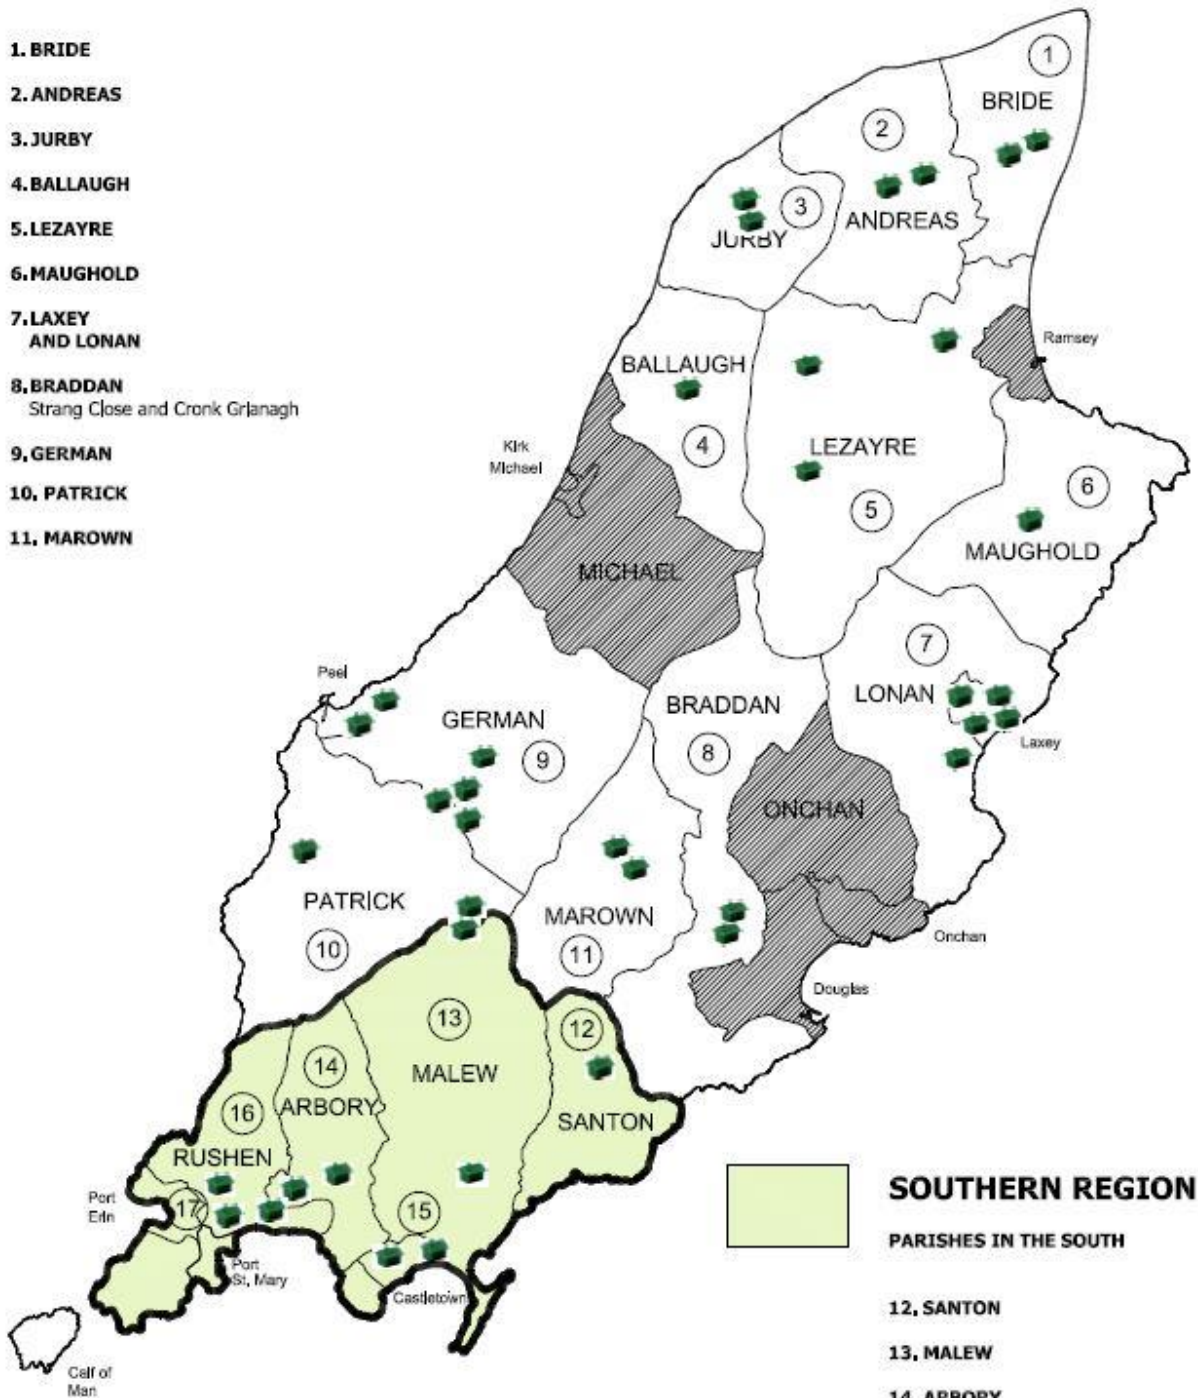 1. BRIDE
2. ANDREAS
3. JURBY
4. BALLAUGH
5. LEZAYRE
6. MAUGHOLD
7. LAXEY
AND LONAN
8. BRADDAN
Strang Close and Cronk Grianagh
9. GERMAN
10. PATRICK
11. MAROWN
1
BRIDE
2
ANDREAS
3
JURBY
Ramsey
BALLAUGH
4
LEZAYRE
5
Kirk
Michael
6
MAUGHOLD
MICHAEL
7
LONAN
Laxey
Peel
GERMAN
9
BRADDAN
8
ONCHAN
PATRICK
10
MAROWN
11
Onchan
Douglas
13
MALEW
12
SANTON
14
ARBORY
16
RUSHEN
15
17
Port
Erin
Port
St. Mary
Castletown
Calf of
Man
SOUTHERN REGION
PARISHES IN THE SOUTH
12. SANTON
13. MALEW
14. ARBORY